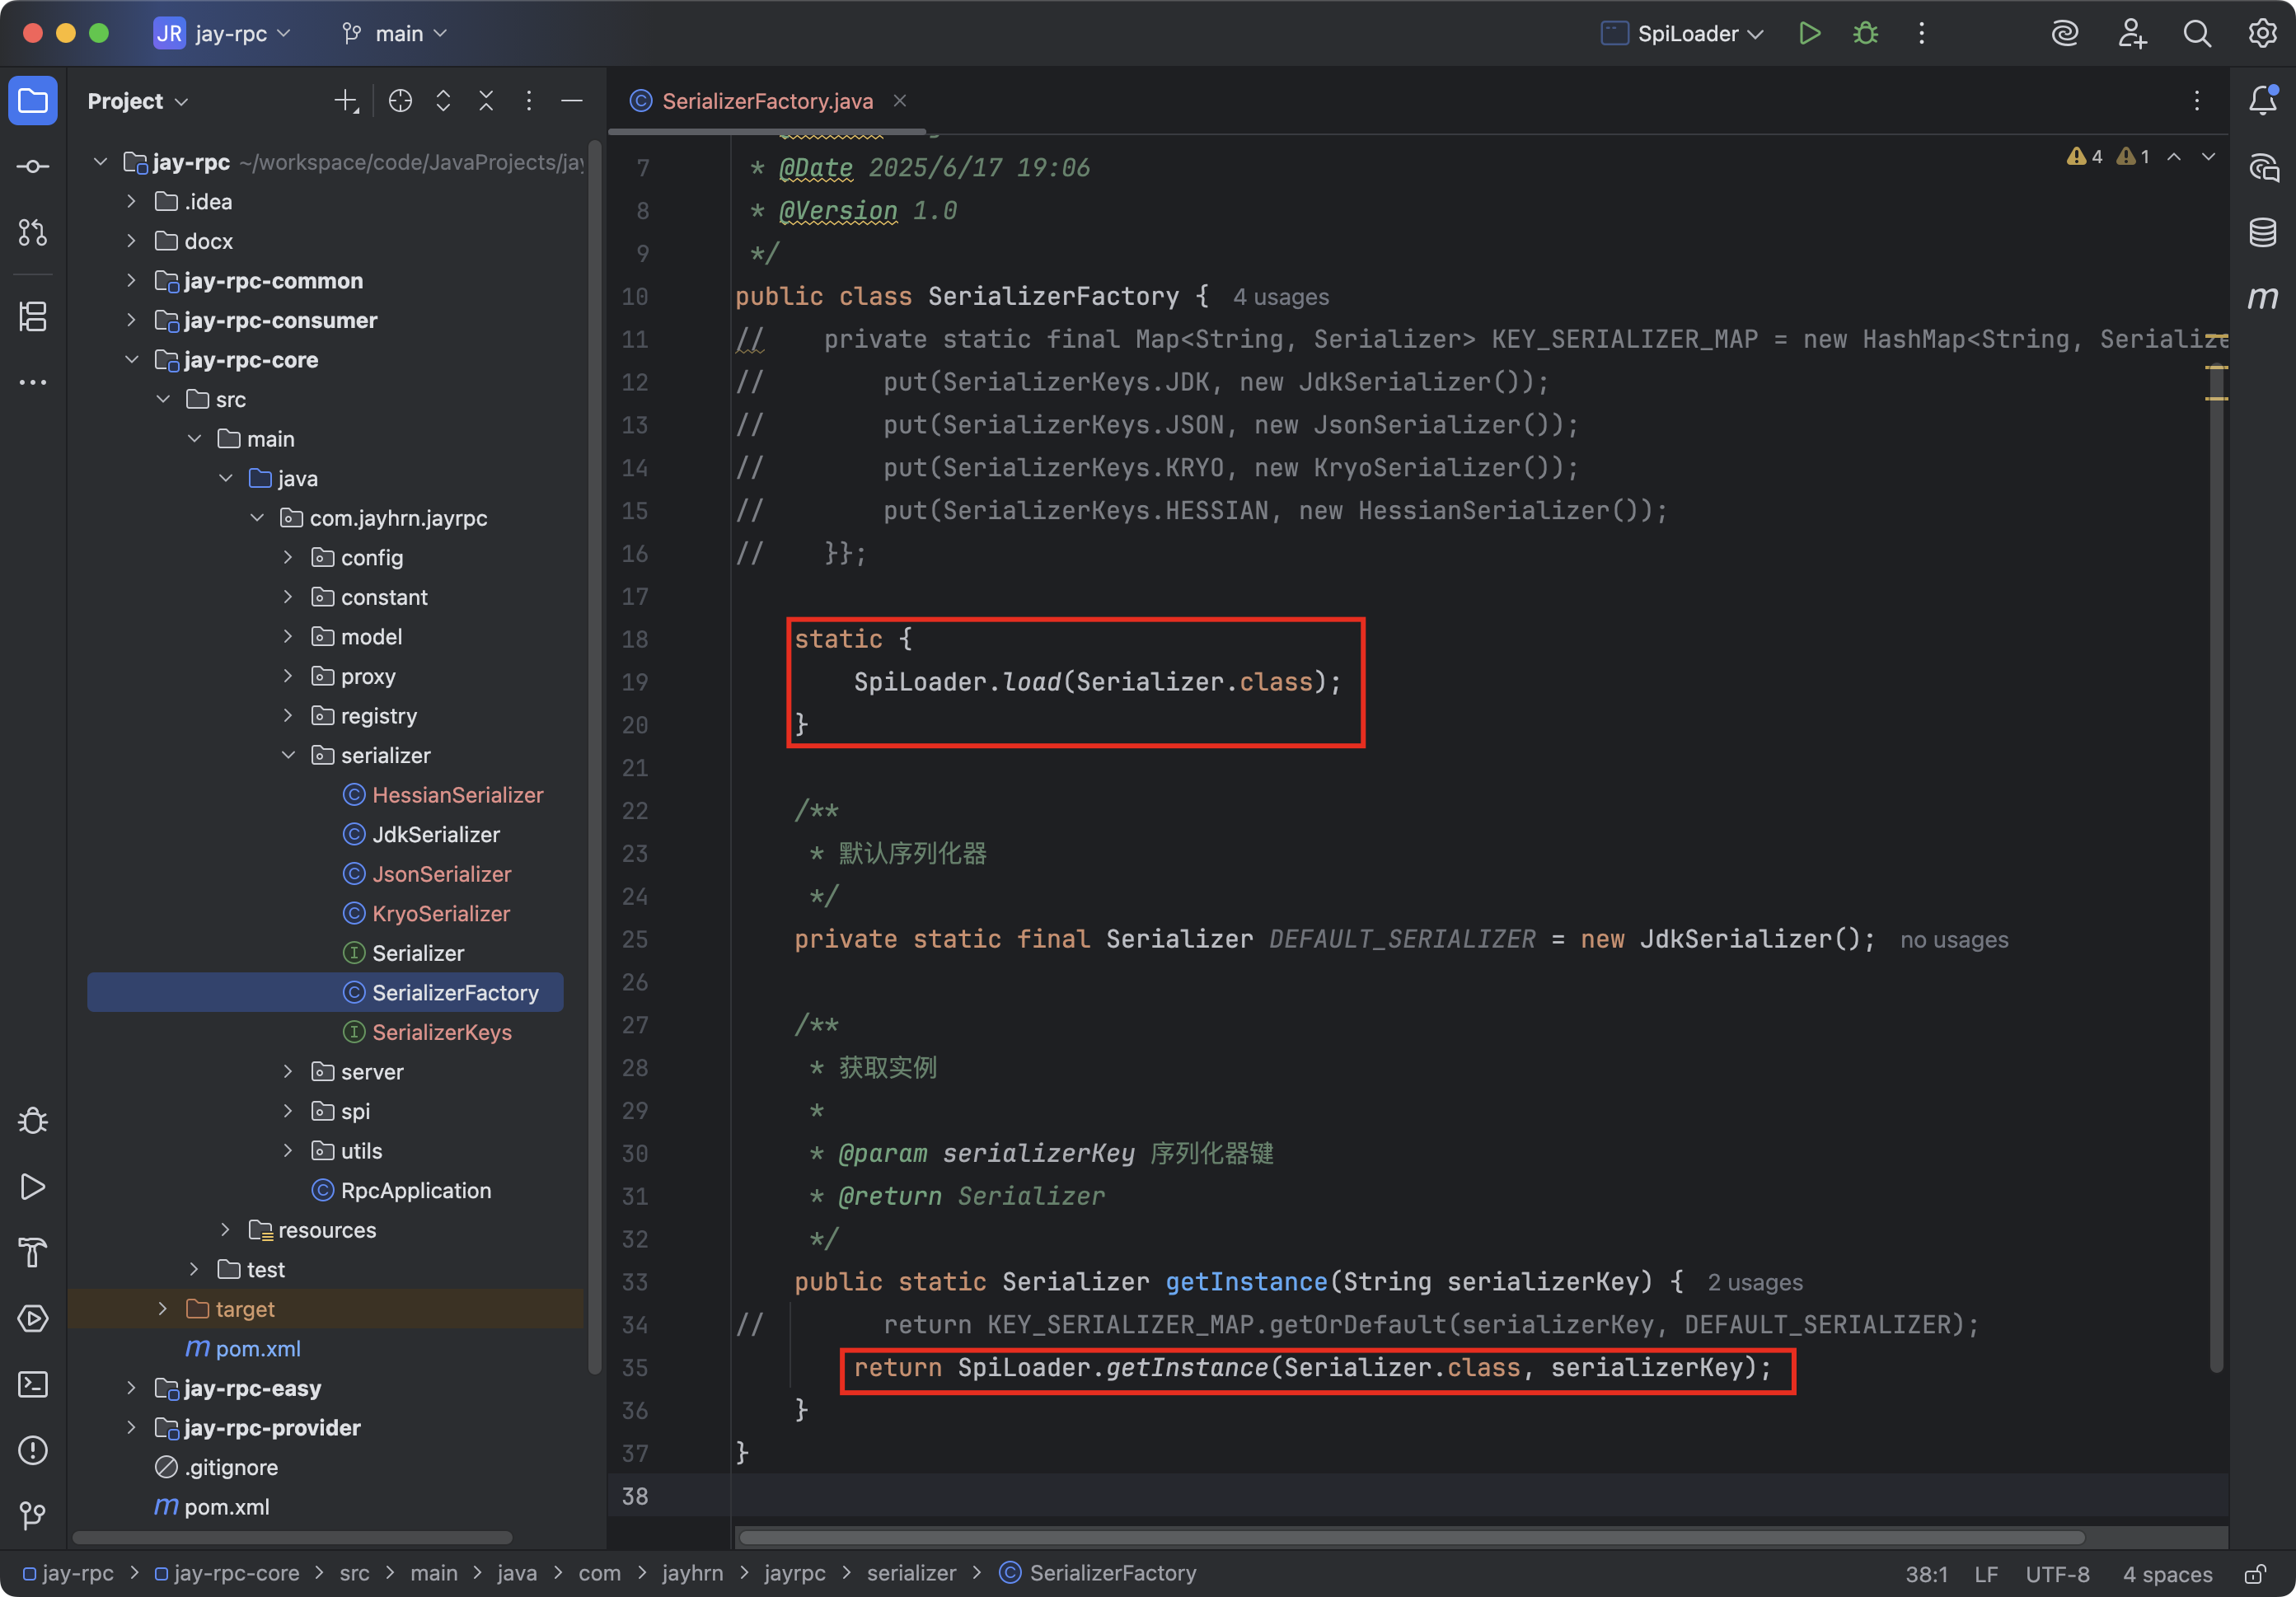 JR jay-rpc main SpiLoader
Project
SerializerFactory.java
jay-rpc ~/workspace/code/JavaProjects/jay
.idea
docx
jay-rpc-common
jay-rpc-consumer
jay-rpc-core
src
main
java
com.jayhrn.jayrpc
config
constant
model
proxy
registry
serializer
HessianSerializer
JdkSerializer
JsonSerializer
KryoSerializer
Serializer
SerializerFactory
SerializerKeys
server
spi
utils
RpcApplication
resources
test
target
m pom.xml
jay-rpc-easy
jay-rpc-provider
.gitignore
m pom.xml
4 1
7 * @Date 2025/6/17 19:06
8 * @Version 1.0
9 */
10 public class SerializerFactory { 4 usages
11 // private static final Map<String, Serializer> KEY_SERIALIZER_MAP = new HashMap<String, Serialize
12 // put(SerializerKeys.JDK, new JdkSerializer());
13 // put(SerializerKeys.JSON, new JsonSerializer());
14 // put(SerializerKeys.KRYO, new KryoSerializer());
15 // put(SerializerKeys.HESSIAN, new HessianSerializer());
16 // }};
17
18 static {
19 SpiLoader.load(Serializer.class);
20 }
21
22 /**
23 * 默认序列化器
24 */
25 private static final Serializer DEFAULT_SERIALIZER = new JdkSerializer(); no usages
26
27 /**
28 * 获取实例
29 *
30 * @param serializerKey 序列化器键
31 * @return Serializer
32 */
33 public static Serializer getInstance(String serializerKey) { 2 usages
34 // return KEY_SERIALIZER_MAP.getOrDefault(serializerKey, DEFAULT_SERIALIZER);
35 return SpiLoader.getInstance(Serializer.class, serializerKey);
36 }
37 }
38
m
jay-rpc > jay-rpc-core > src > main > java > com > jayhrn > jayrpc > serializer > SerializerFactory
38:1 LF UTF-8 4 spaces